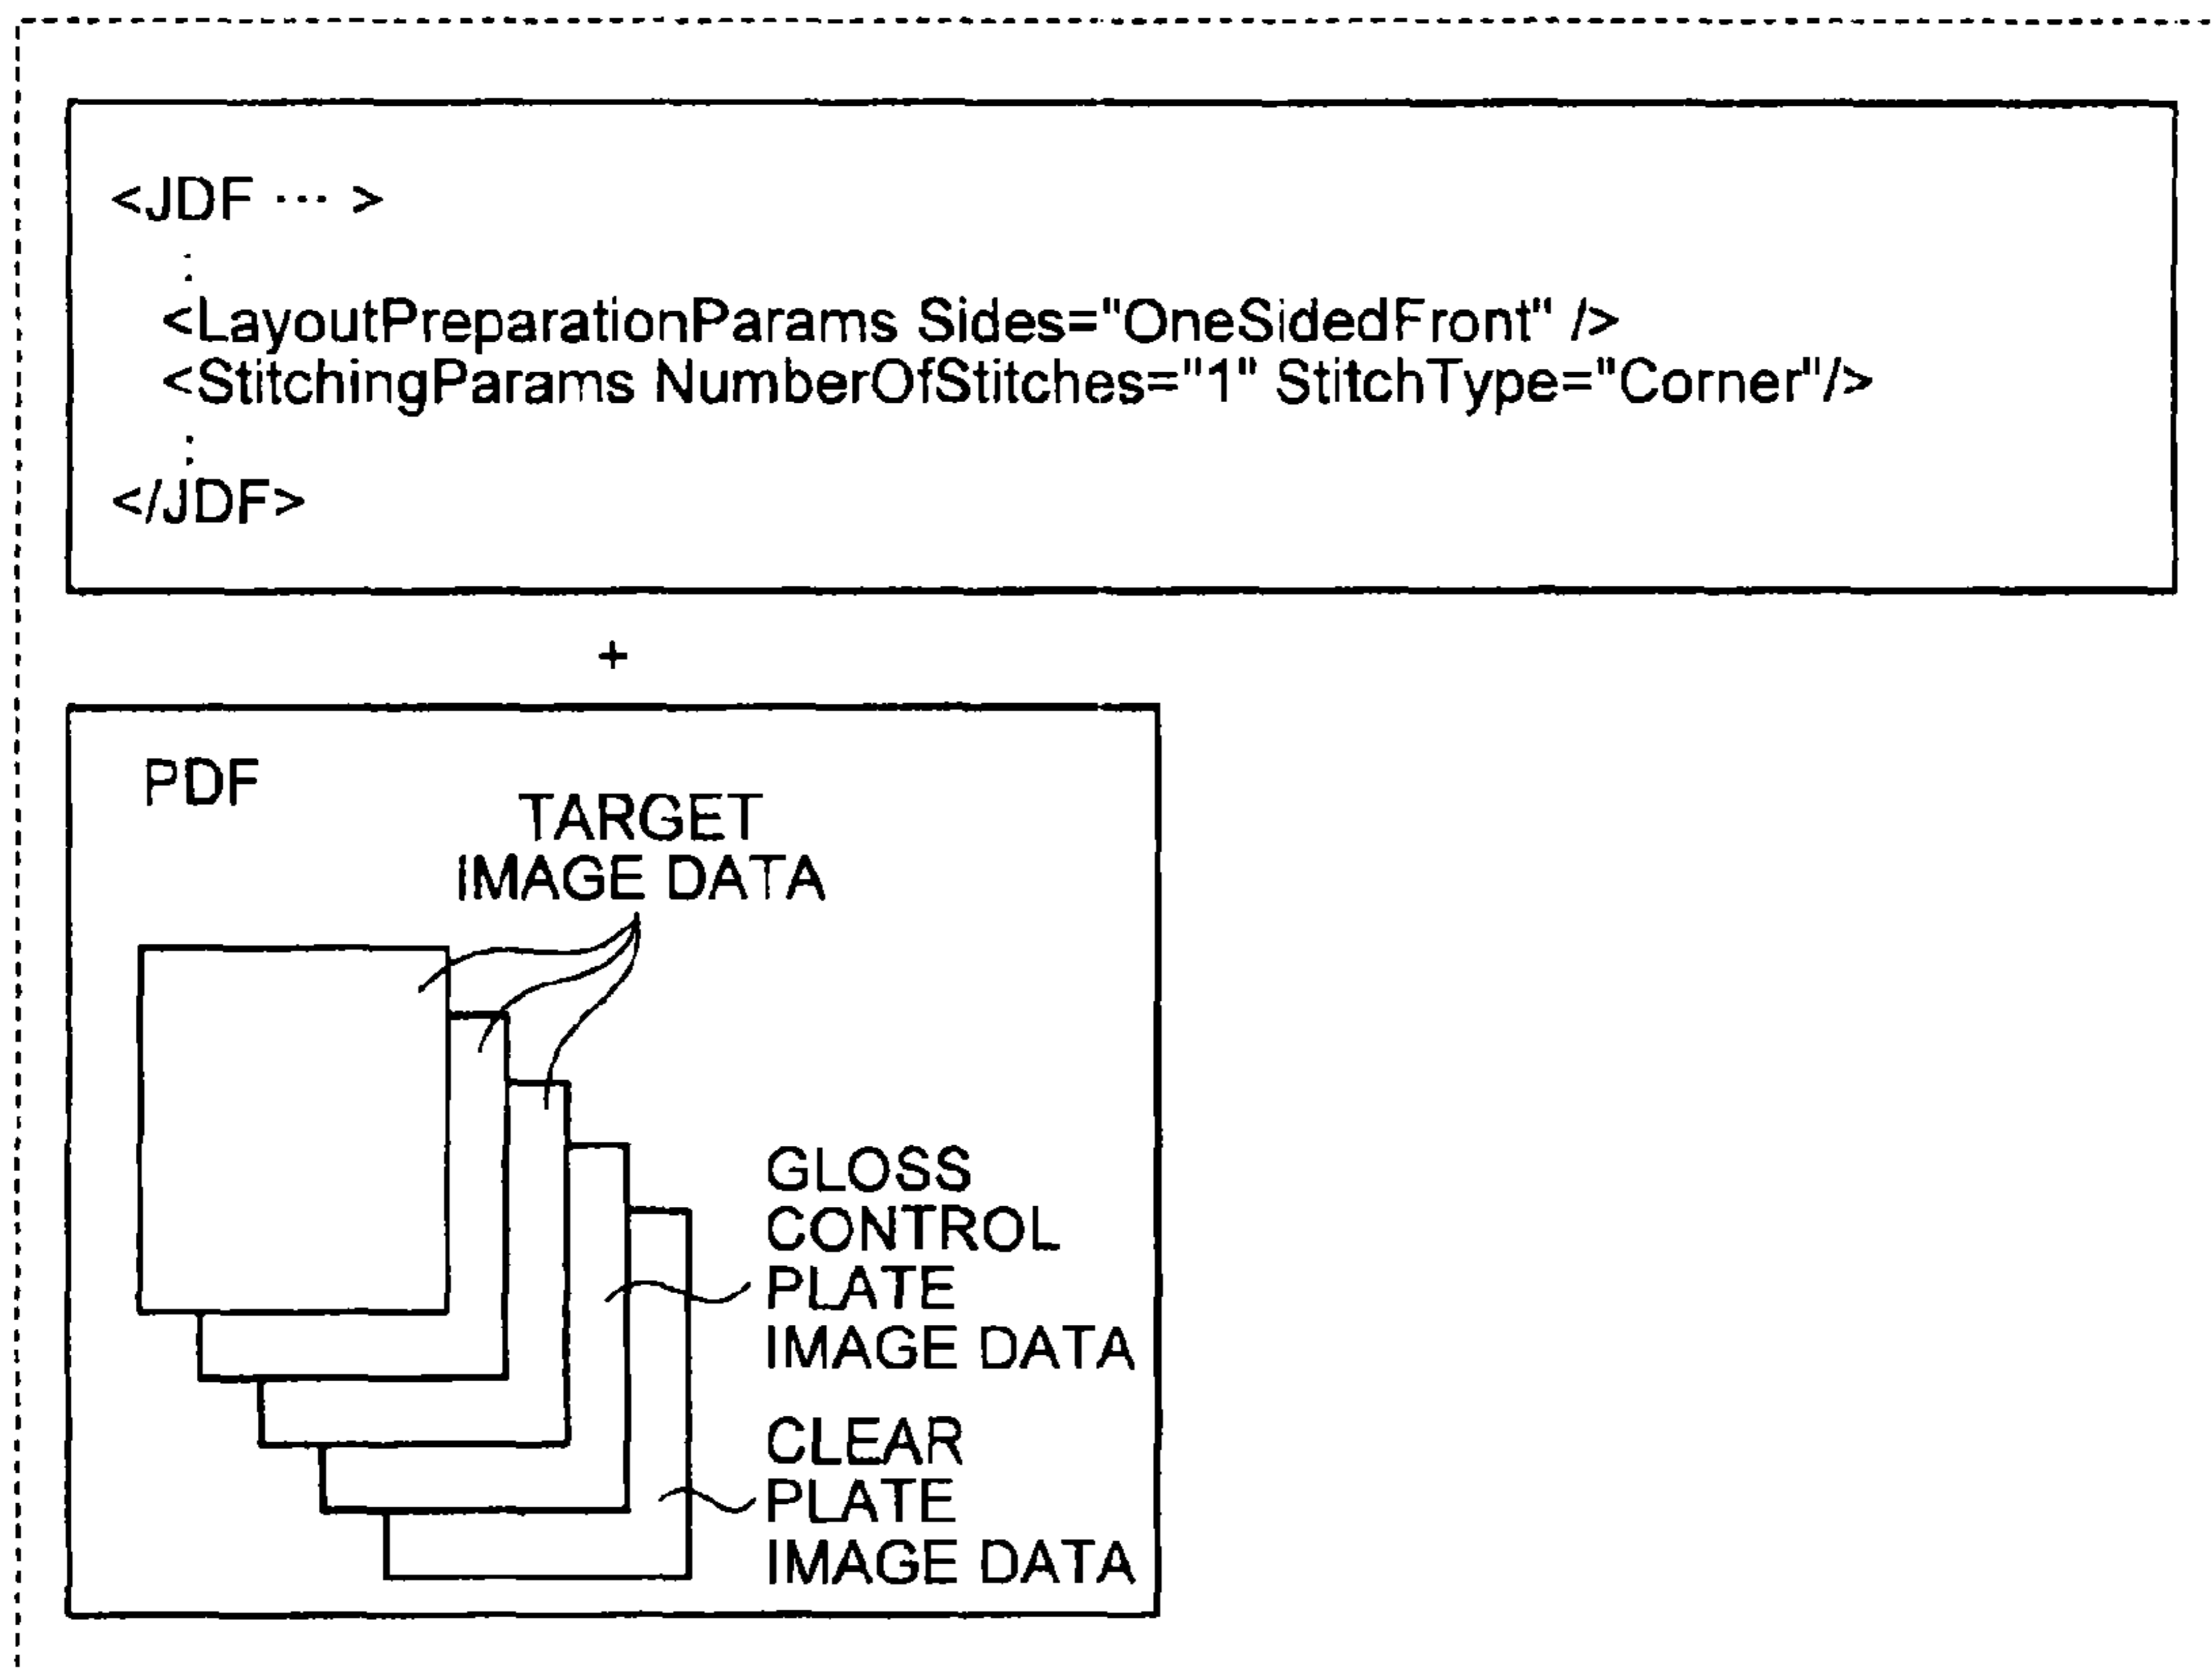 <JDF ··· >
:
<LayoutPreparationParams Sides="OneSidedFront" />
<StitchingParams NumberOfStitches="1" StitchType="Corner"/>
:
</JDF>
+
PDF
TARGET
IMAGE DATA
GLOSS
CONTROL
PLATE
IMAGE DATA
CLEAR
PLATE
IMAGE DATA